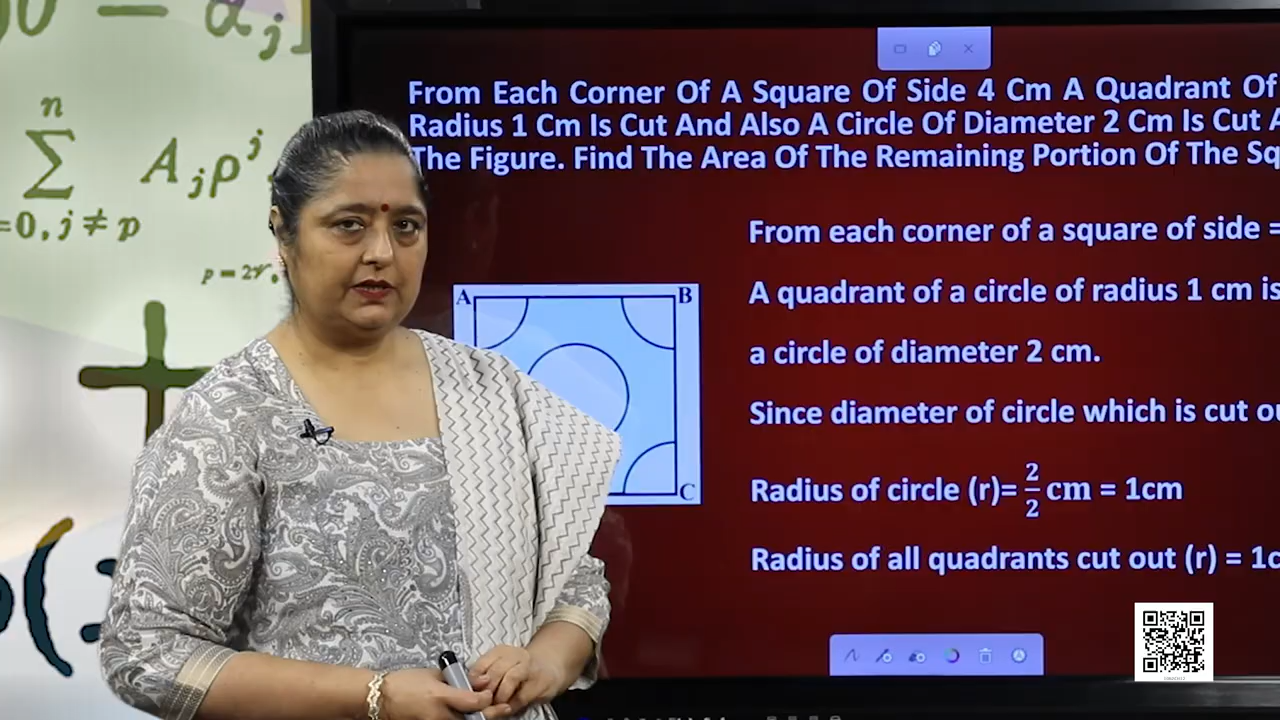 n
∑ A j ρ j
=0, j ≠ p
p = 2
From Each Corner Of A Square Of Side 4 Cm A Quadrant Of
Radius 1 Cm Is Cut And Also A Circle Of Diameter 2 Cm Is Cut
The Figure. Find The Area Of The Remaining Portion Of The Sq
From each corner of a square of side =
A quadrant of a circle of radius 1 cm is
a circle of diameter 2 cm.
Since diameter of circle which is cut
Radius of circle (r)= 2/2 cm = 1cm
Radius of all quadrants cut out (r) = 1c
A B
C